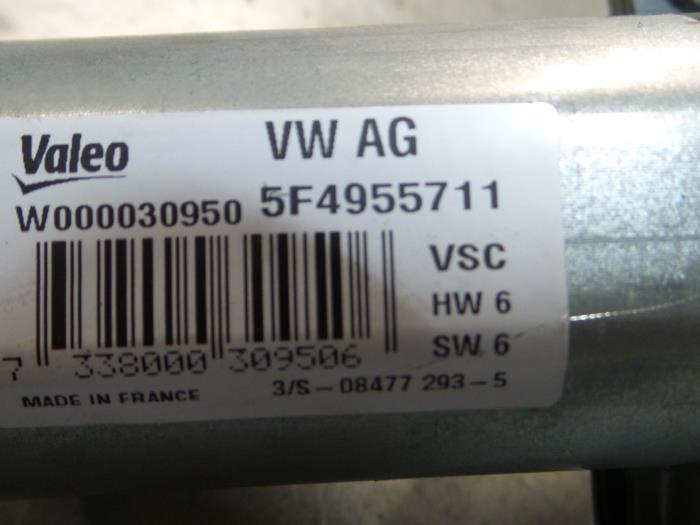 Valeo
VW AG
W000030950
5F4955711
VSC
HW 6
SW 6
7 338000 309506
MADE IN FRANCE
3/S-08477 293-5